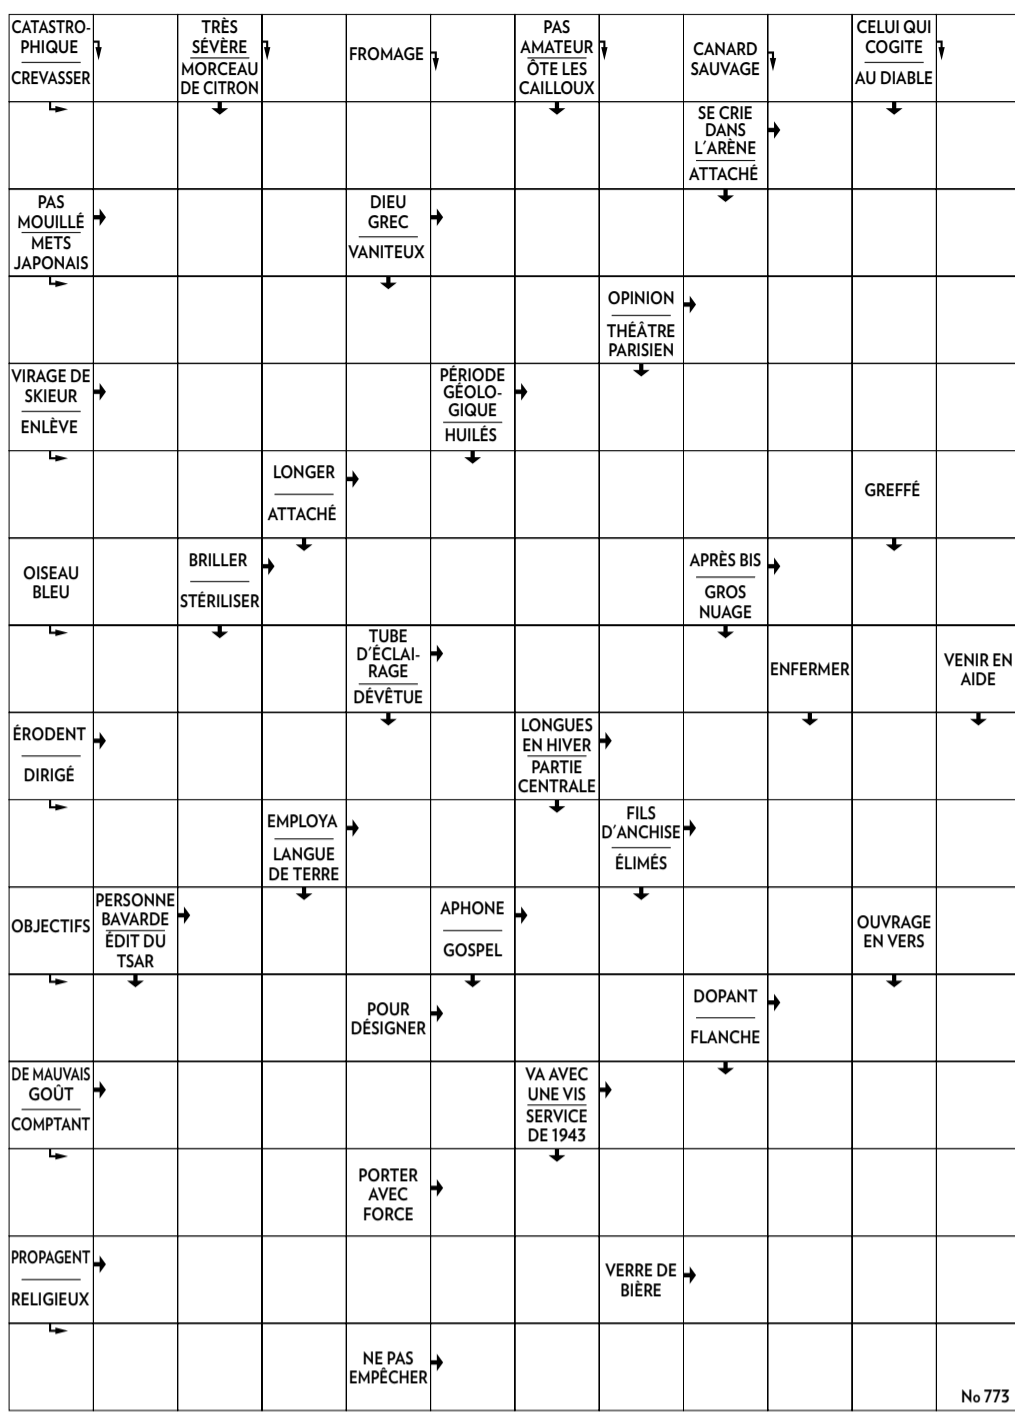 CATASTRO-
PHIQUE
CREVASSER
TRÈS
SÉVÈRE
MORCEAU
DE CITRON
FROMAGE
PAS
AMATEUR
ÔTE LES
CAILLOUX
CANARD
SAUVAGE
CELUI QUI
COGITE
AU DIABLE
SE CRIE
DANS
L'ARÈNE
ATTACHÉ
PAS
MOUILLÉ
METS
JAPONAIS
DIEU
GREC
VANITEUX
OPINION
THÉÂTRE
PARISIEN
VIRAGE DE
SKIEUR
ENLÈVE
PÉRIODE
GÉOLO-
GIQUE
HUILÉS
LONGER
ATTACHÉ
GREFFÉ
OISEAU
BLEU
BRILLER
STÉRILISER
APRÈS BIS
GROS
NUAGE
TUBE
D'ÉCLAI-
RAGE
DÉVÊTUE
ENFERMER
VENIR EN
AIDE
ÉRODENT
DIRIGÉ
LONGUES
EN HIVER
PARTIE
CENTRALE
EMPLOYA
LANGUE
DE TERRE
FILS
D'ANCHISE
ÉLIMÉS
OBJECTIFS
PERSONNE
BAVARDE
ÉDIT DU
TSAR
APHONE
GOSPEL
OUVRAGE
EN VERS
POUR
DÉSIGNER
DOPANT
FLANCHE
DE MAUVAIS
GOÛT
COMPTANT
VA AVEC
UNE VIS
SERVICE
DE 1943
PORTER
AVEC
FORCE
PROPAGENT
RELIGIEUX
VERRE DE
BIÈRE
NE PAS
EMPÊCHER
No 773